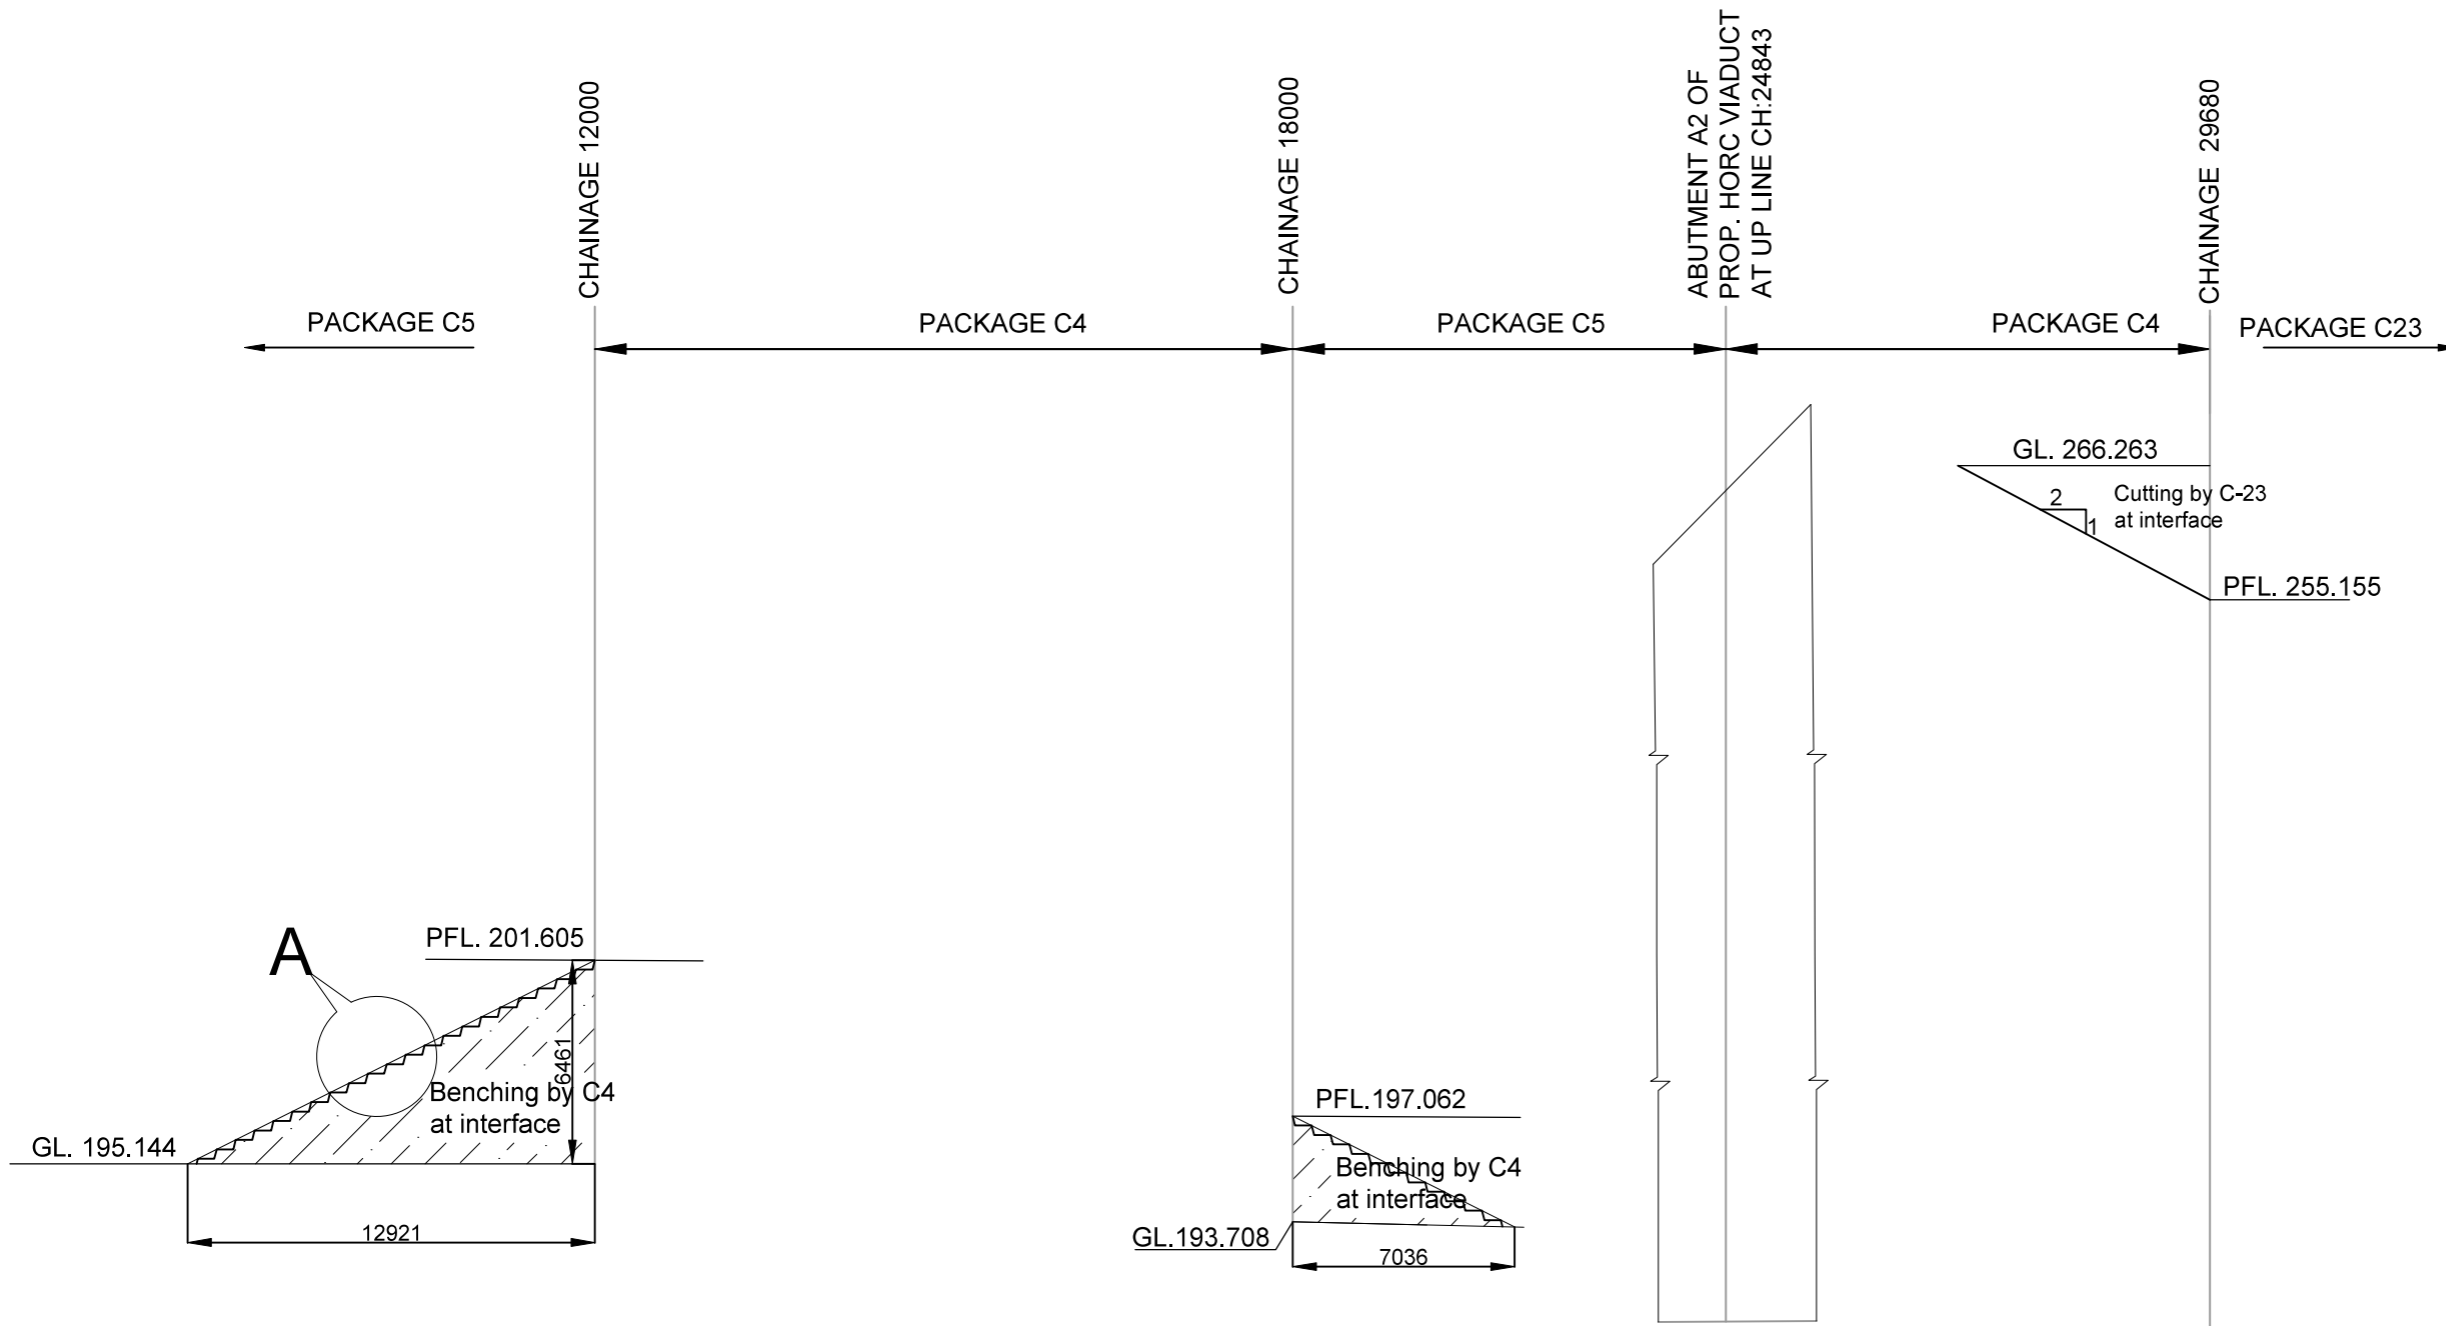 CHAINAGE 12000
CHAINAGE 18000
ABUTMENT A2 OF
PROP. HORC VIADUCT
AT UP LINE CH:24843
CHAINAGE 29680
PACKAGE C5
PACKAGE C4
PACKAGE C5
PACKAGE C4
PACKAGE C23
GL. 266.263
2
1
Cutting by C-23
at interface
PFL. 255.155
A
PFL. 201.605
6461
Benching by C4
at interface
GL. 195.144
12921
PFL.197.062
Benching by C4
at interface
GL.193.708
7036